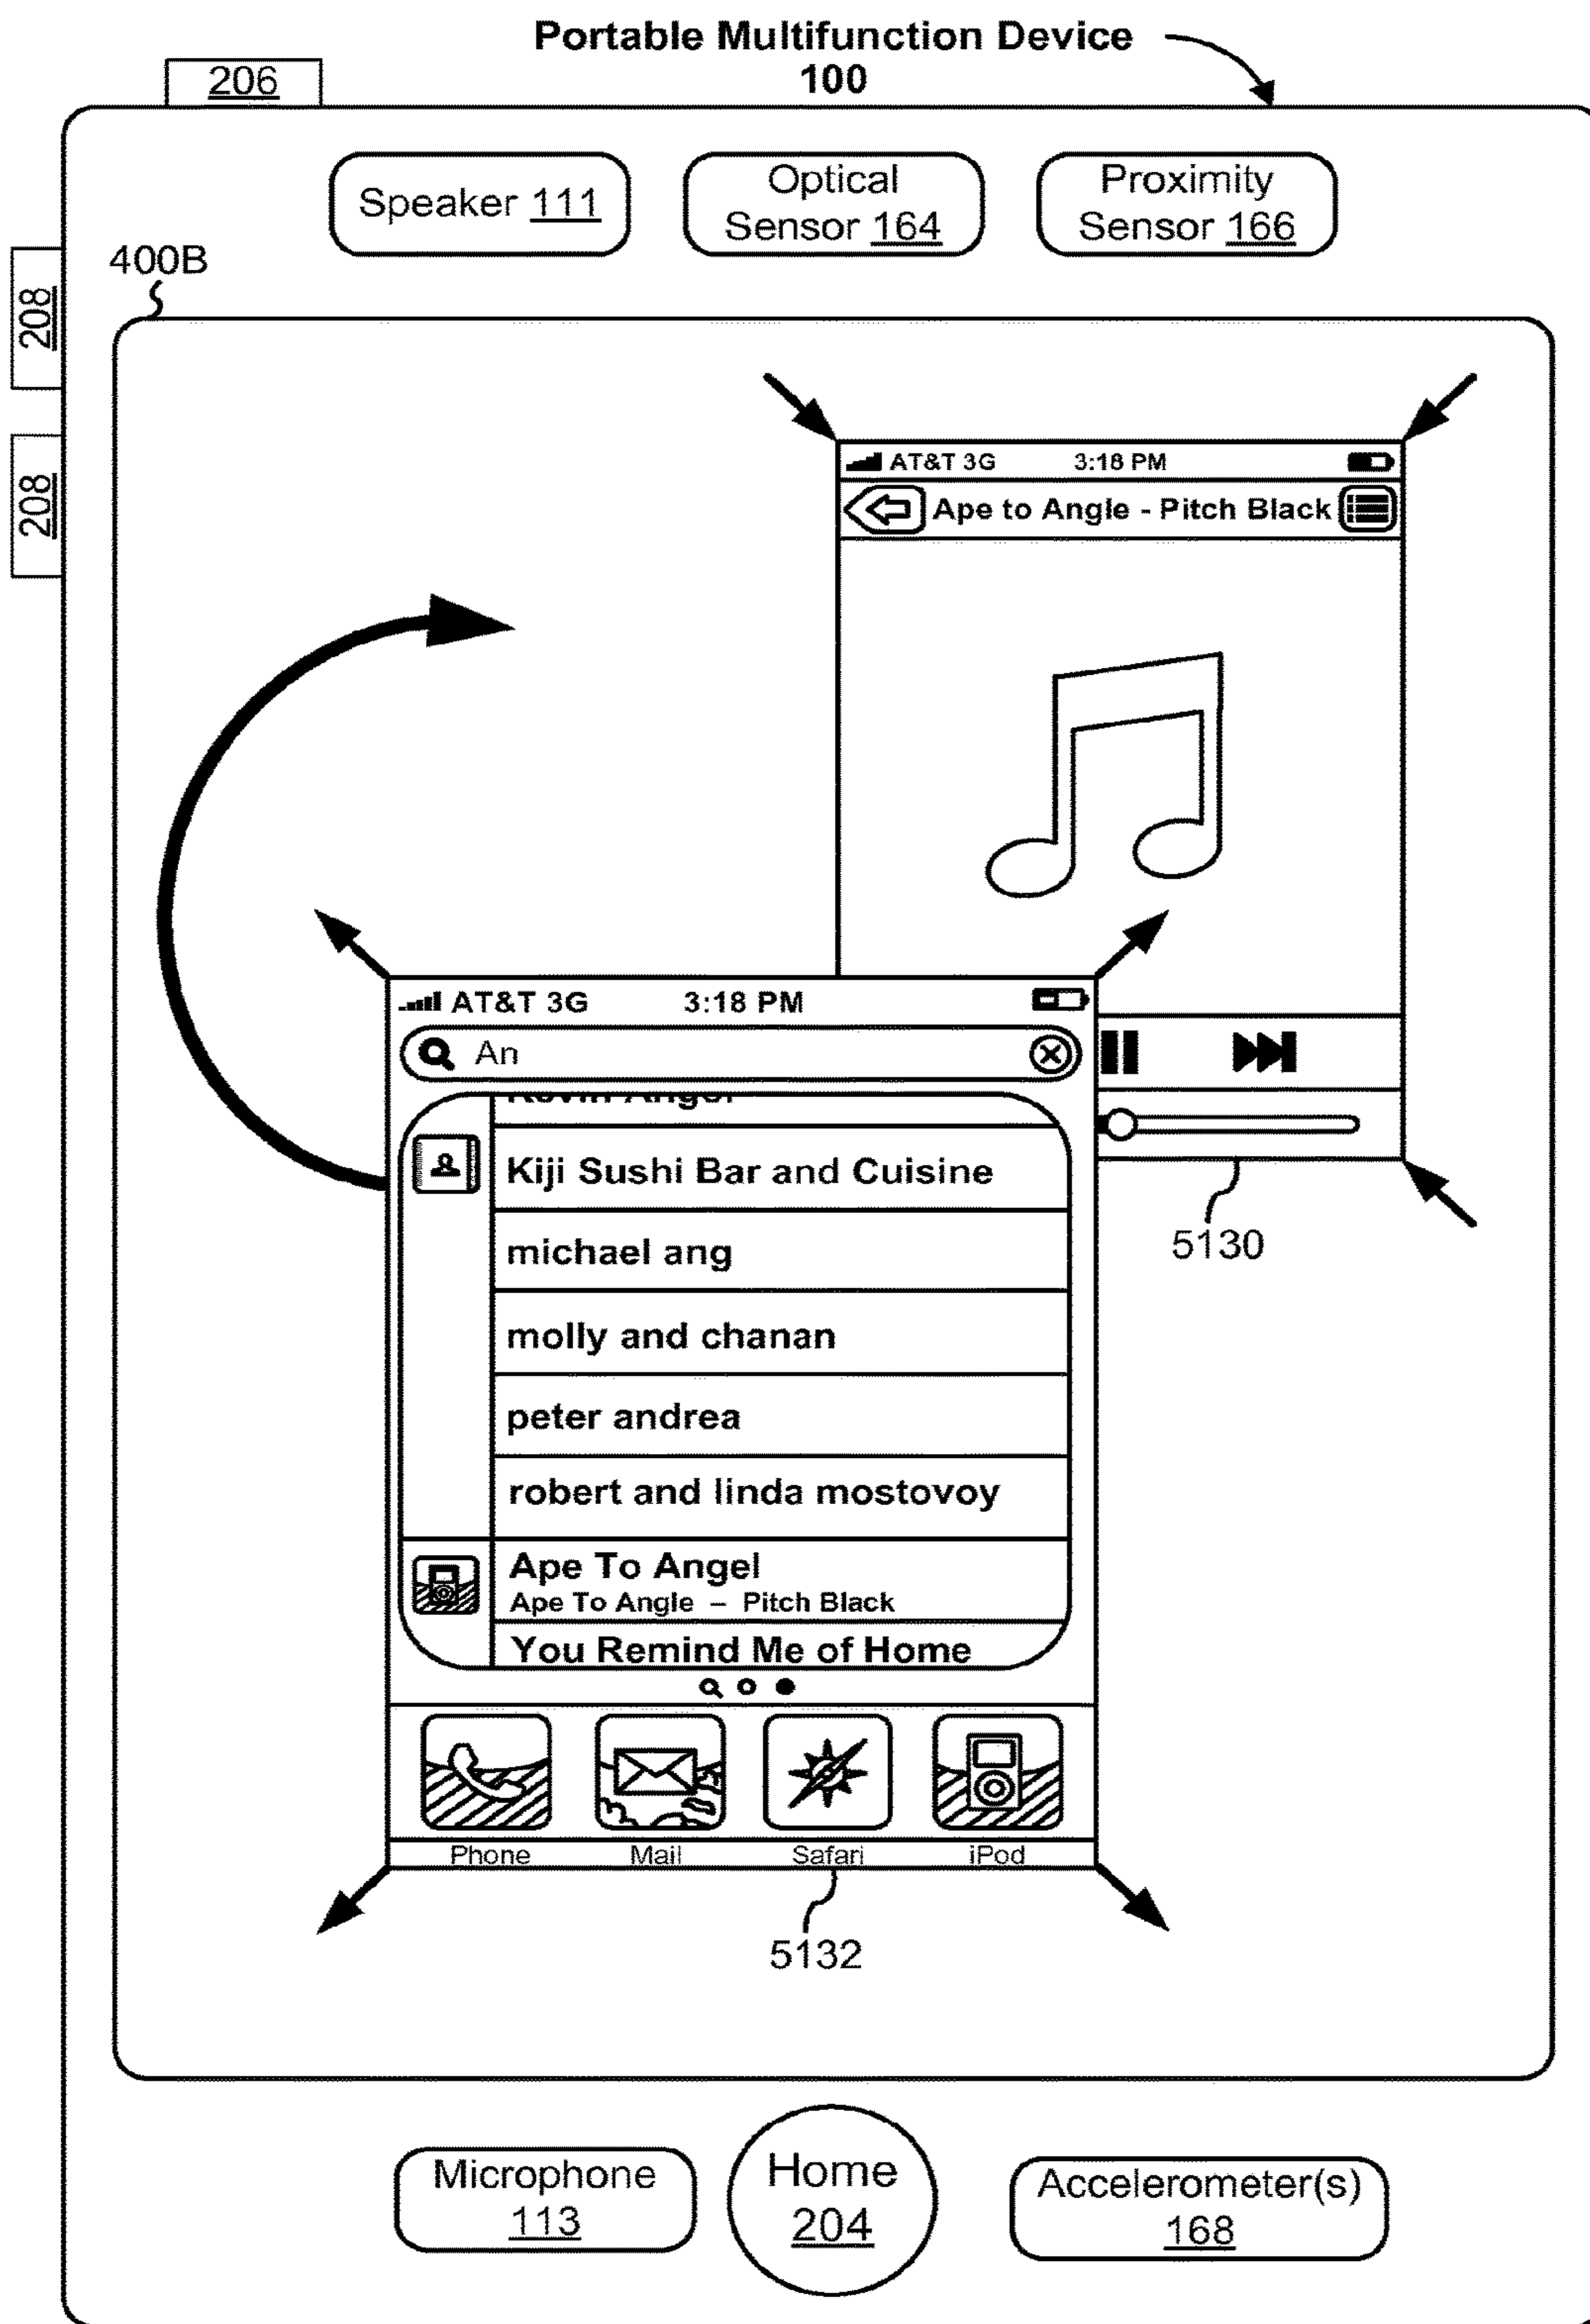 Portable Multifunction Device
100
206
Speaker 111
Optical
Sensor 164
Proximity
Sensor 166
208
208
400B
AT&T 3G 3:18 PM
Ape to Angle - Pitch Black
AT&T 3G 3:18 PM
An
Kevin Angel
Kiji Sushi Bar and Cuisine
michael ang
molly and chanan
peter andrea
robert and linda mostovoy
Ape To Angel
Ape To Angle – Pitch Black
You Remind Me of Home
Phone Mail Safari iPod
5130
5132
Microphone
113
Home
204
Accelerometer(s)
168